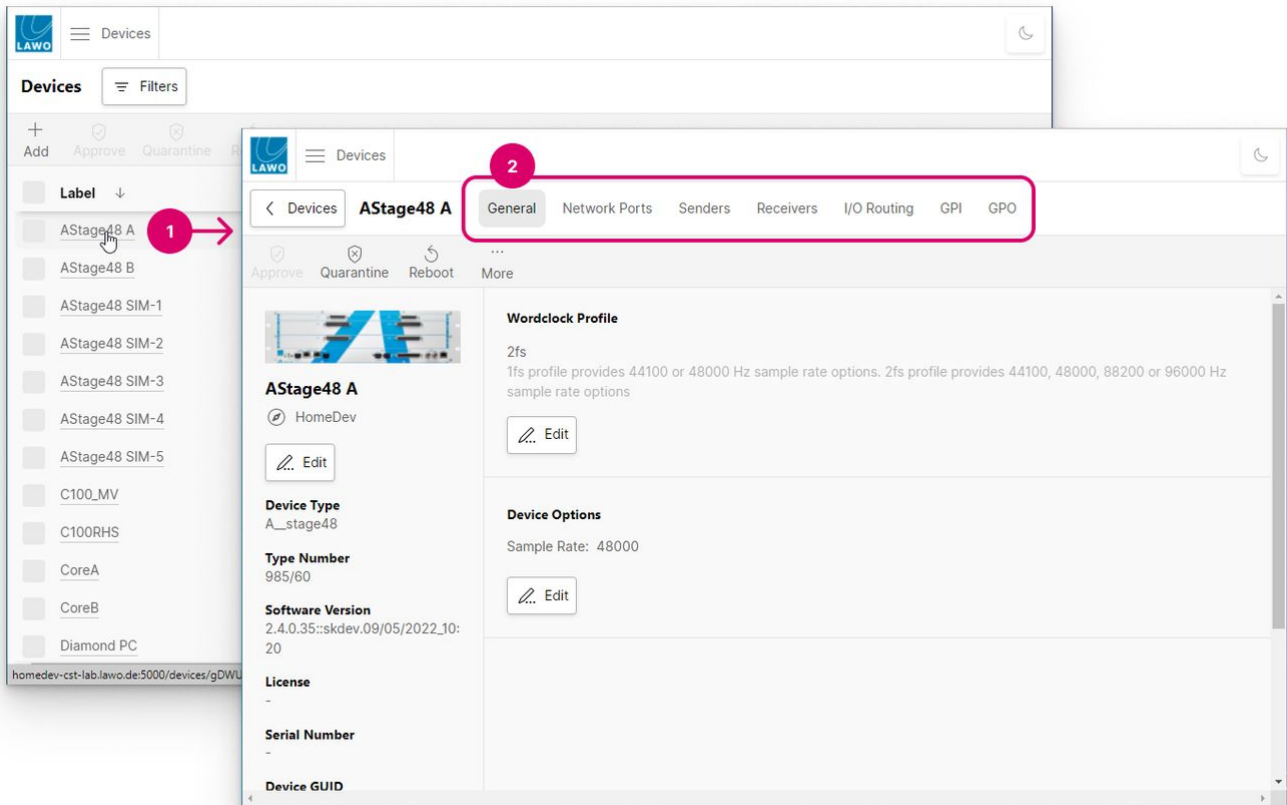 LAWO
Devices
Devices
Filters
Add
Approve
Quarantine
Label
AStage48 A
AStage48 B
AStage48 SIM-1
AStage48 SIM-2
AStage48 SIM-3
AStage48 SIM-4
AStage48 SIM-5
C100_MV
C100RHS
CoreA
CoreB
Diamond PC
homedev-cst-lab.lawo.de:5000/devices/gDWU
1
2
LAWO
Devices
Devices
AStage48 A
General
Network Ports
Senders
Receivers
I/O Routing
GPI
GPO
Approve
Quarantine
Reboot
More
AStage48 A
HomeDev
Edit
Device Type
A__stage48
Type Number
985/60
Software Version
2.4.0.35::skdev.09/05/2022_10:
20
License
-
Serial Number
-
Device GUID
Wordclock Profile
2fs
1fs profile provides 44100 or 48000 Hz sample rate options. 2fs profile provides 44100, 48000, 88200 or 96000 Hz
sample rate options
Edit
Device Options
Sample Rate: 48000
Edit